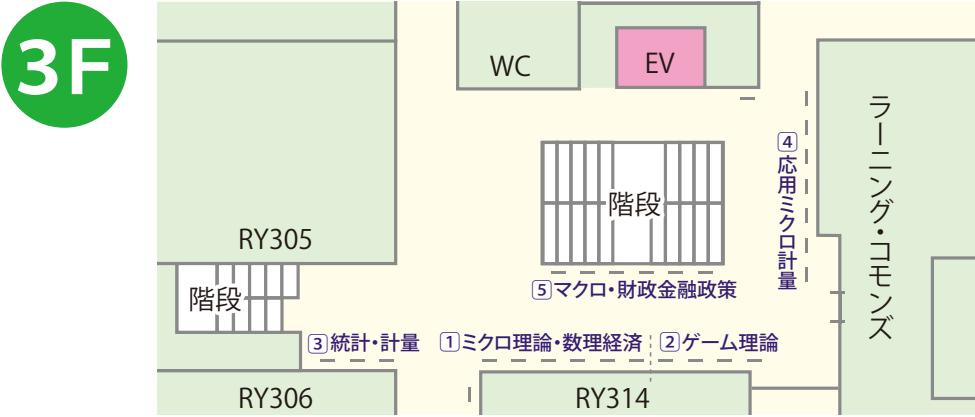 3F
WC
EV
ラーニング・コモンズ
4応用ミクロ計量
階段
RY305
階段
5マクロ・財政金融政策
3統計・計量
1ミクロ理論・数理経済
2ゲーム理論
RY306
RY314